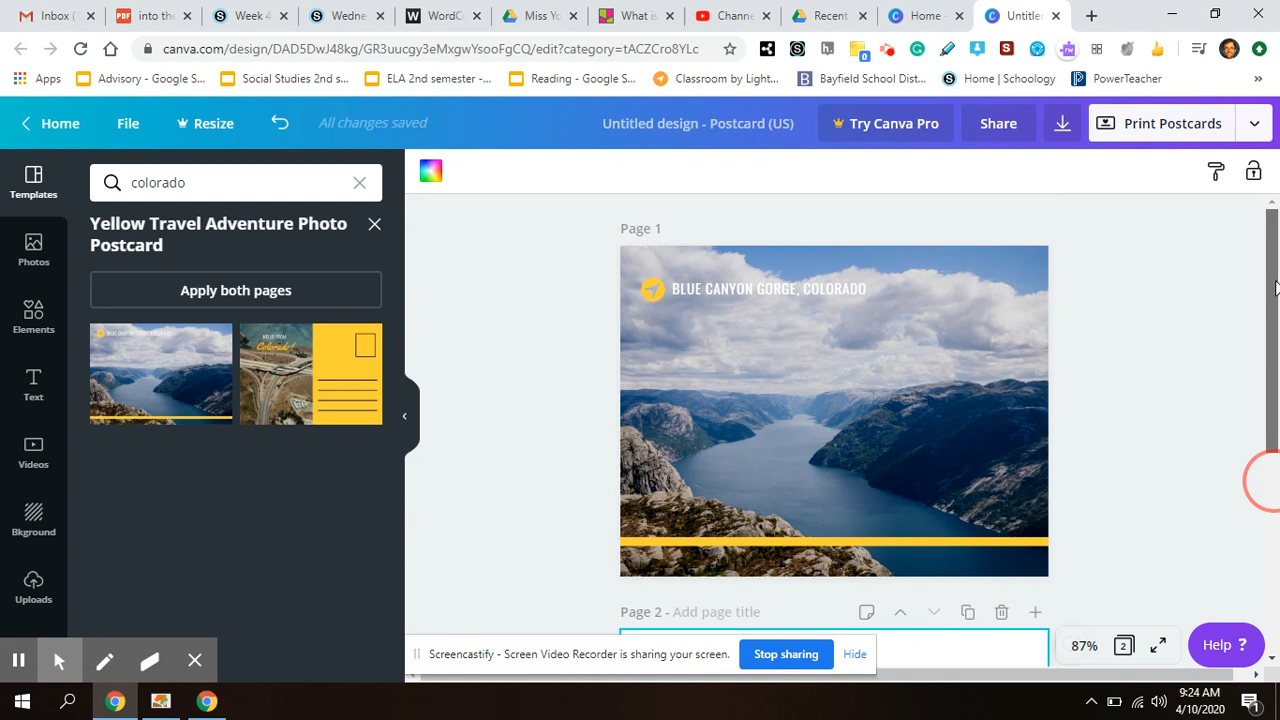 Inbox (
into the
Week 4
Wedne
WordC
Miss Yo
What is
Channe
Recent
Home
Untitle
canva.com/design/DAD5DwJ48kg/0R3uucgy3eMxgwYsooFgCQ/edit?category=tACZCro8YLc
Apps
Advisory - Google S...
Social Studies 2nd s...
ELA 2nd semester -...
Reading - Google S...
Classroom by Light...
Bayfield School Dist...
Home | Schoology
PowerTeacher
Home
File
Resize
All changes saved
Untitled design - Postcard (US)
Try Canva Pro
Share
Print Postcards
Templates
Photos
Elements
Text
Videos
Bkground
Uploads
colorado
Yellow Travel Adventure Photo
Postcard
Apply both pages
HELLO FROM
Colorado!
Page 1
BLUE CANYON GORGE, COLORADO
Page 2 - Add page title
Screencastify - Screen Video Recorder is sharing your screen.
Stop sharing
Hide
87%
2
Help ?
9:24 AM
4/10/2020